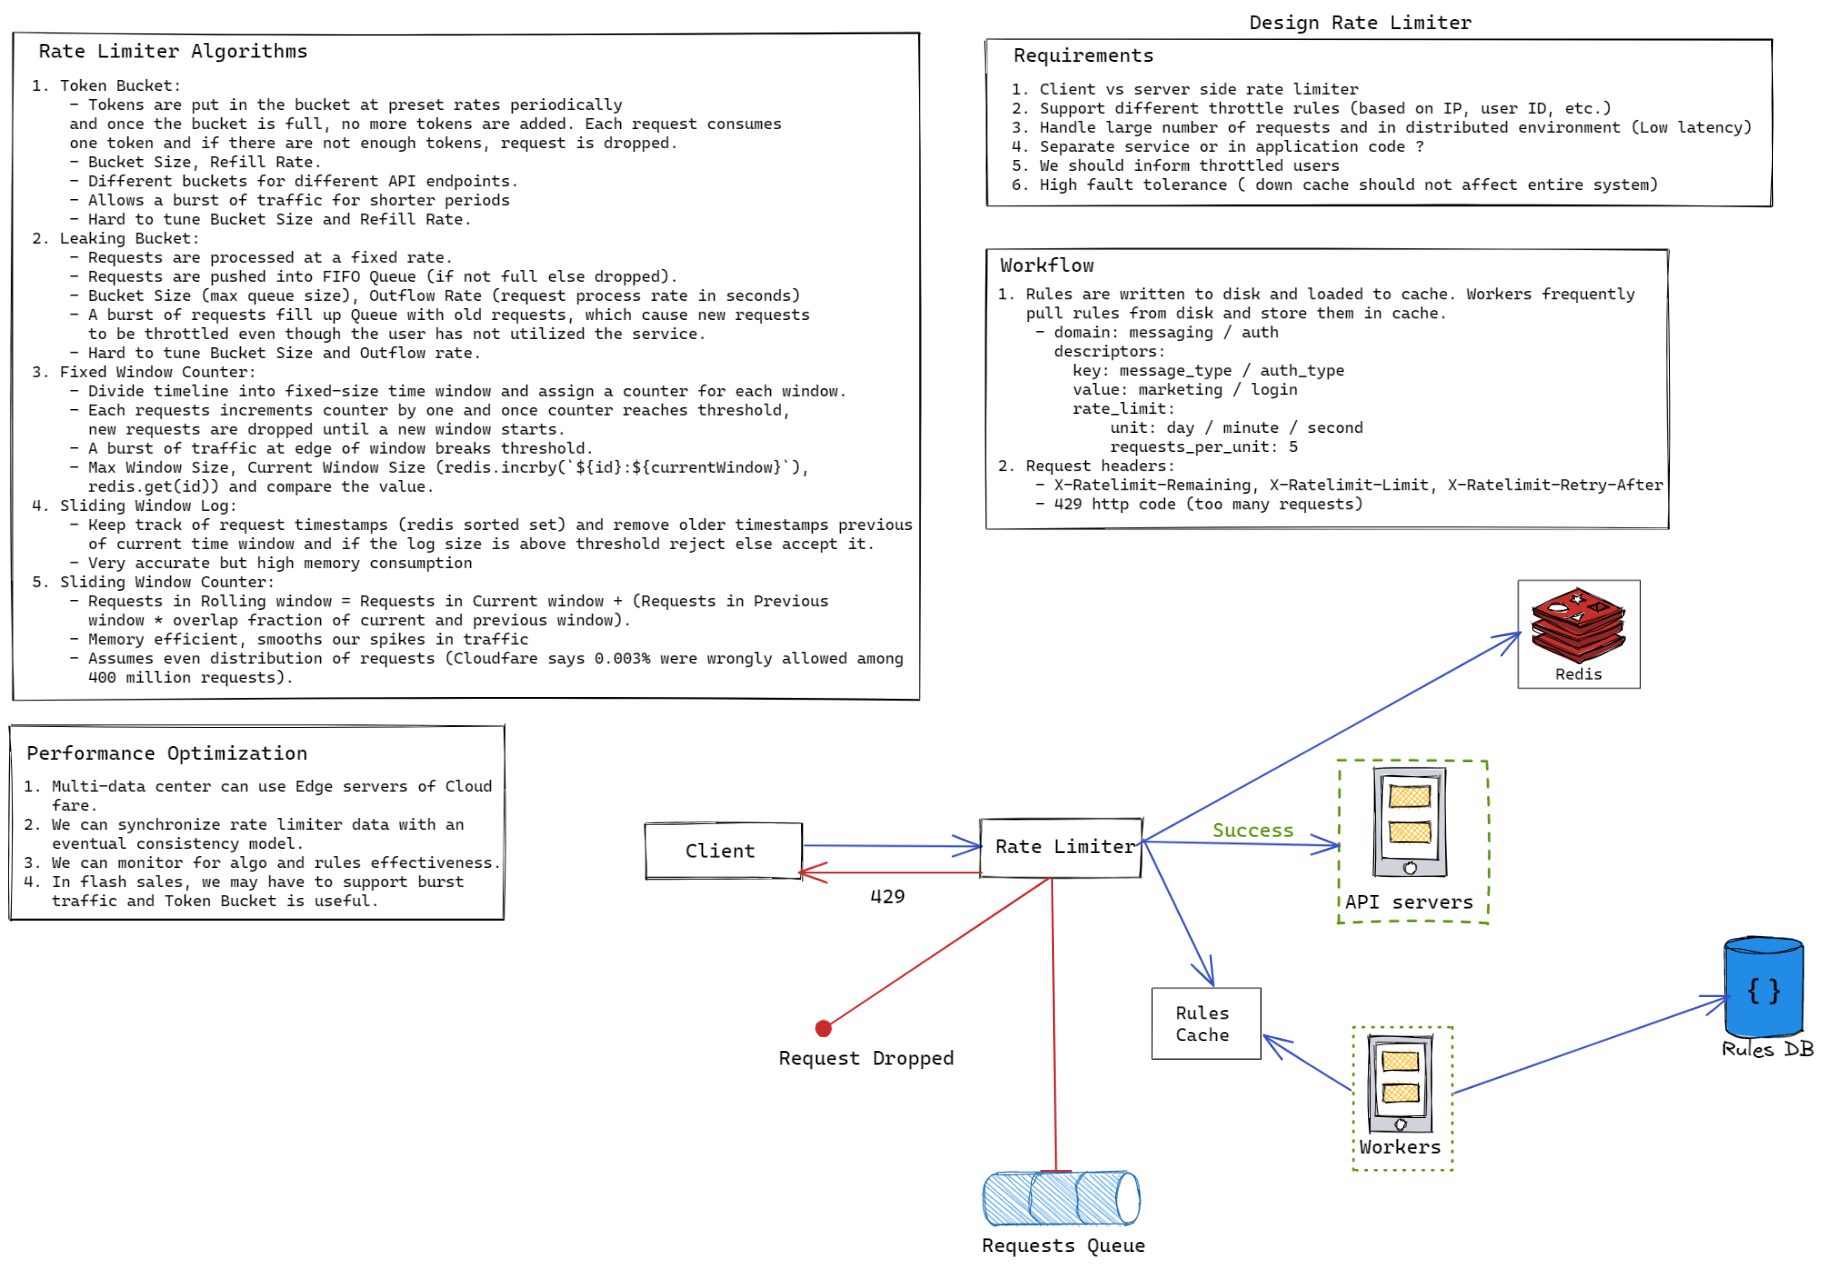 Design Rate Limiter
Rate Limiter Algorithms
1. Token Bucket:
- Tokens are put in the bucket at preset rates periodically
and once the bucket is full, no more tokens are added. Each request consumes
one token and if there are not enough tokens, request is dropped.
- Bucket Size, Refill Rate.
- Different buckets for different API endpoints.
- Allows a burst of traffic for shorter periods
- Hard to tune Bucket Size and Refill Rate.
2. Leaking Bucket:
- Requests are processed at a fixed rate.
- Requests are pushed into FIFO Queue (if not full else dropped).
- Bucket Size (max queue size), Outflow Rate (request process rate in seconds)
- A burst of requests fill up Queue with old requests, which cause new requests
to be throttled even though the user has not utilized the service.
- Hard to tune Bucket Size and Outflow rate.
3. Fixed Window Counter:
- Divide timeline into fixed-size time window and assign a counter for each window.
- Each requests increments counter by one and once counter reaches threshold,
new requests are dropped until a new window starts.
- A burst of traffic at edge of window breaks threshold.
- Max Window Size, Current Window Size (redis.incrby(`${id}:${currentWindow}`),
redis.get(id)) and compare the value.
4. Sliding Window Log:
- Keep track of request timestamps (redis sorted set) and remove older timestamps previous
of current time window and if the log size is above threshold reject else accept it.
- Very accurate but high memory consumption
5. Sliding Window Counter:
- Requests in Rolling window = Requests in Current window + (Requests in Previous
window * overlap fraction of current and previous window).
- Memory efficient, smooths our spikes in traffic
- Assumes even distribution of requests (Cloudfare says 0.003% were wrongly allowed among
400 million requests).
Requirements
1. Client vs server side rate limiter
2. Support different throttle rules (based on IP, user ID, etc.)
3. Handle large number of requests and in distributed environment (Low latency)
4. Separate service or in application code ?
5. We should inform throttled users
6. High fault tolerance ( down cache should not affect entire system)
Workflow
1. Rules are written to disk and loaded to cache. Workers frequently
pull rules from disk and store them in cache.
- domain: messaging / auth
descriptors:
key: message_type / auth_type
value: marketing / login
rate_limit:
unit: day / minute / second
requests_per_unit: 5
2. Request headers:
- X-Ratelimit-Remaining, X-Ratelimit-Limit, X-Ratelimit-Retry-After
- 429 http code (too many requests)
Performance Optimization
1. Multi-data center can use Edge servers of Cloud
fare.
2. We can synchronize rate limiter data with an
eventual consistency model.
3. We can monitor for algo and rules effectiveness.
4. In flash sales, we may have to support burst
traffic and Token Bucket is useful.
Redis
Client
Rate Limiter
Success
429
API servers
Request Dropped
Rules
Cache
{ }
Rules DB
Workers
Requests Queue